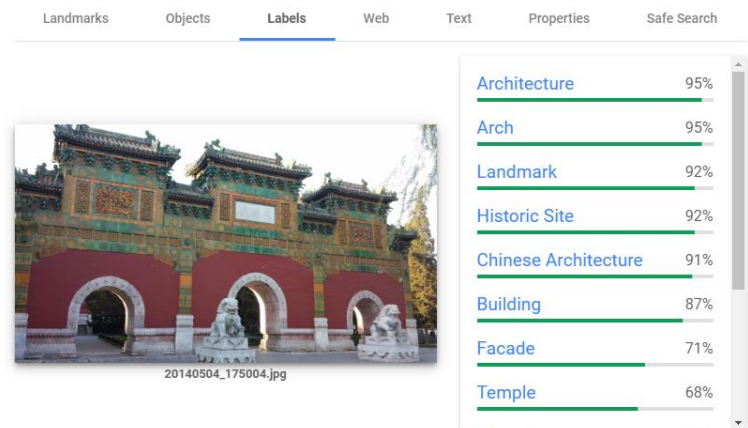 Landmarks Objects Labels Web Text Properties Safe Search
Architecture 95%
Arch 95%
Landmark 92%
Historic Site 92%
Chinese Architecture 91%
Building 87%
Facade 71%
Temple 68%
20140504_175004.jpg